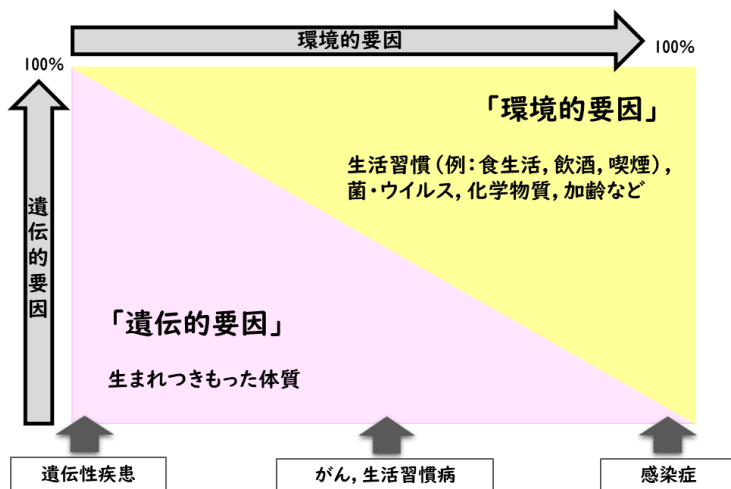 環境的要因
100%
100%
「環境的要因」
生活習慣(例:食生活,飲酒,喫煙),
菌・ウイルス,化学物質,加齢など
遺伝的要因
「遺伝的要因」
生まれつきもった体質
遺伝性疾患
がん,生活習慣病
感染症